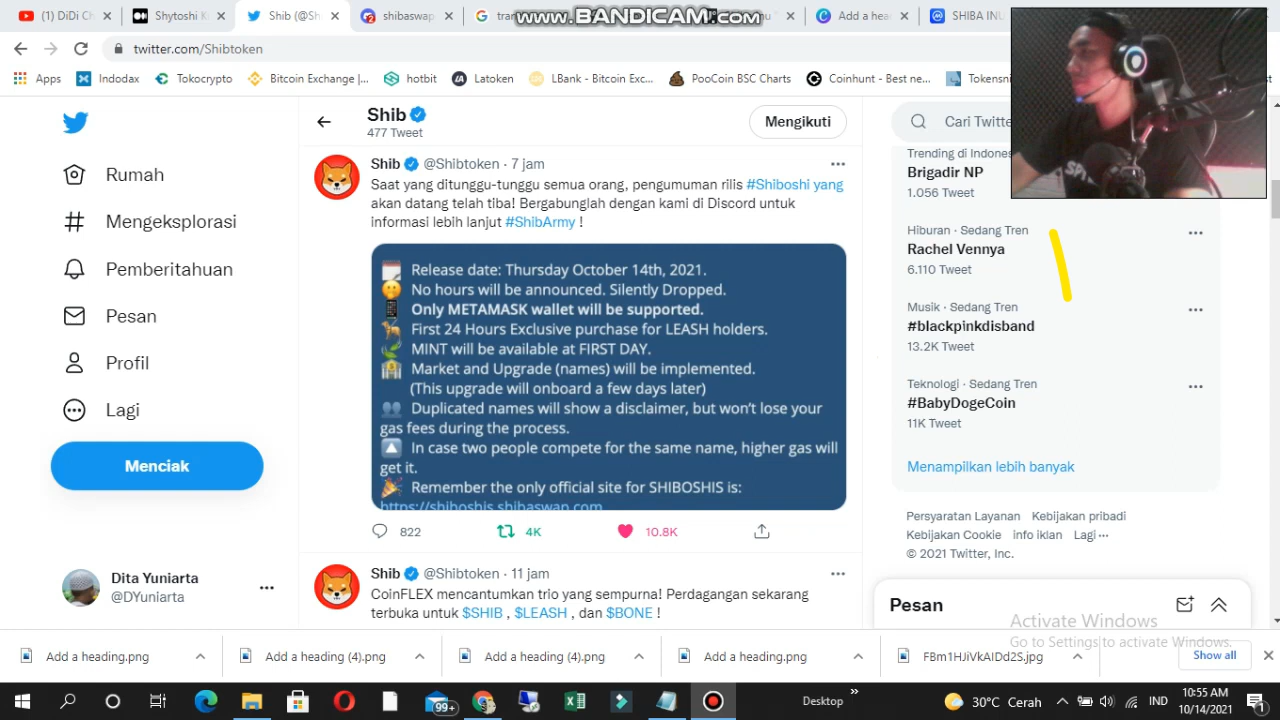 (1) DiDi C
Shytoshi K
Shib (@Sh
shibaswap
tran
www.BANDICAM.com
Add a hea
SHIBA INU
twitter.com/Shibtoken
Apps
Indodax
Tokocrypto
Bitcoin Exchange |...
hotbit
Latoken
LBank - Bitcoin Exc...
PooCoin BSC Charts
Coinhunt - Best ne...
Tokensni
Shib
477 Tweet
Mengikuti
Cari Twitte
Rumah
Mengeksplorasi
Pemberitahuan
Pesan
Profil
Lagi
Menciak
Dita Yuniarta
@DYuniarta
Shib @Shibtoken · 7 jam
Saat yang ditunggu-tunggu semua orang, pengumuman rilis #Shiboshi yang
akan datang telah tiba! Bergabunglah dengan kami di Discord untuk
informasi lebih lanjut #ShibArmy !
Release date: Thursday October 14th, 2021.
No hours will be announced. Silently Dropped.
Only METAMASK wallet will be supported.
First 24 Hours Exclusive purchase for LEASH holders.
MINT will be available at FIRST DAY.
Market and Upgrade (names) will be implemented.
(This upgrade will onboard a few days later)
Duplicated names will show a disclaimer, but won't lose your
gas fees during the process.
In case two people compete for the same name, higher gas will
get it.
Remember the only official site for SHIBOSHIS is:
https://shiboshis.shibaswap.com
822
4K
10.8K
Shib @Shibtoken · 11 jam
CoinFLEX mencantumkan trio yang sempurna! Perdagangan sekarang
terbuka untuk $SHIB , $LEASH , dan $BONE !
Trending di Indones
Brigadir NP
1.056 Tweet
Hiburan · Sedang Tren
Rachel Vennya
6.110 Tweet
Musik · Sedang Tren
#blackpinkdisband
13.2K Tweet
Teknologi · Sedang Tren
#BabyDogeCoin
11K Tweet
Menampilkan lebih banyak
Persyaratan Layanan Kebijakan pribadi
Kebijakan Cookie info iklan Lagi ···
© 2021 Twitter, Inc.
Pesan
Activate Windows
Go to Settings to activate Windows.
Add a heading.png
Add a heading (4).png
Add a heading (4).png
Add a heading.png
FBm1HJiVkAIDd2S.jpg
Show all
99+
Desktop
30°C Cerah
IND
10:55 AM
10/14/2021
1